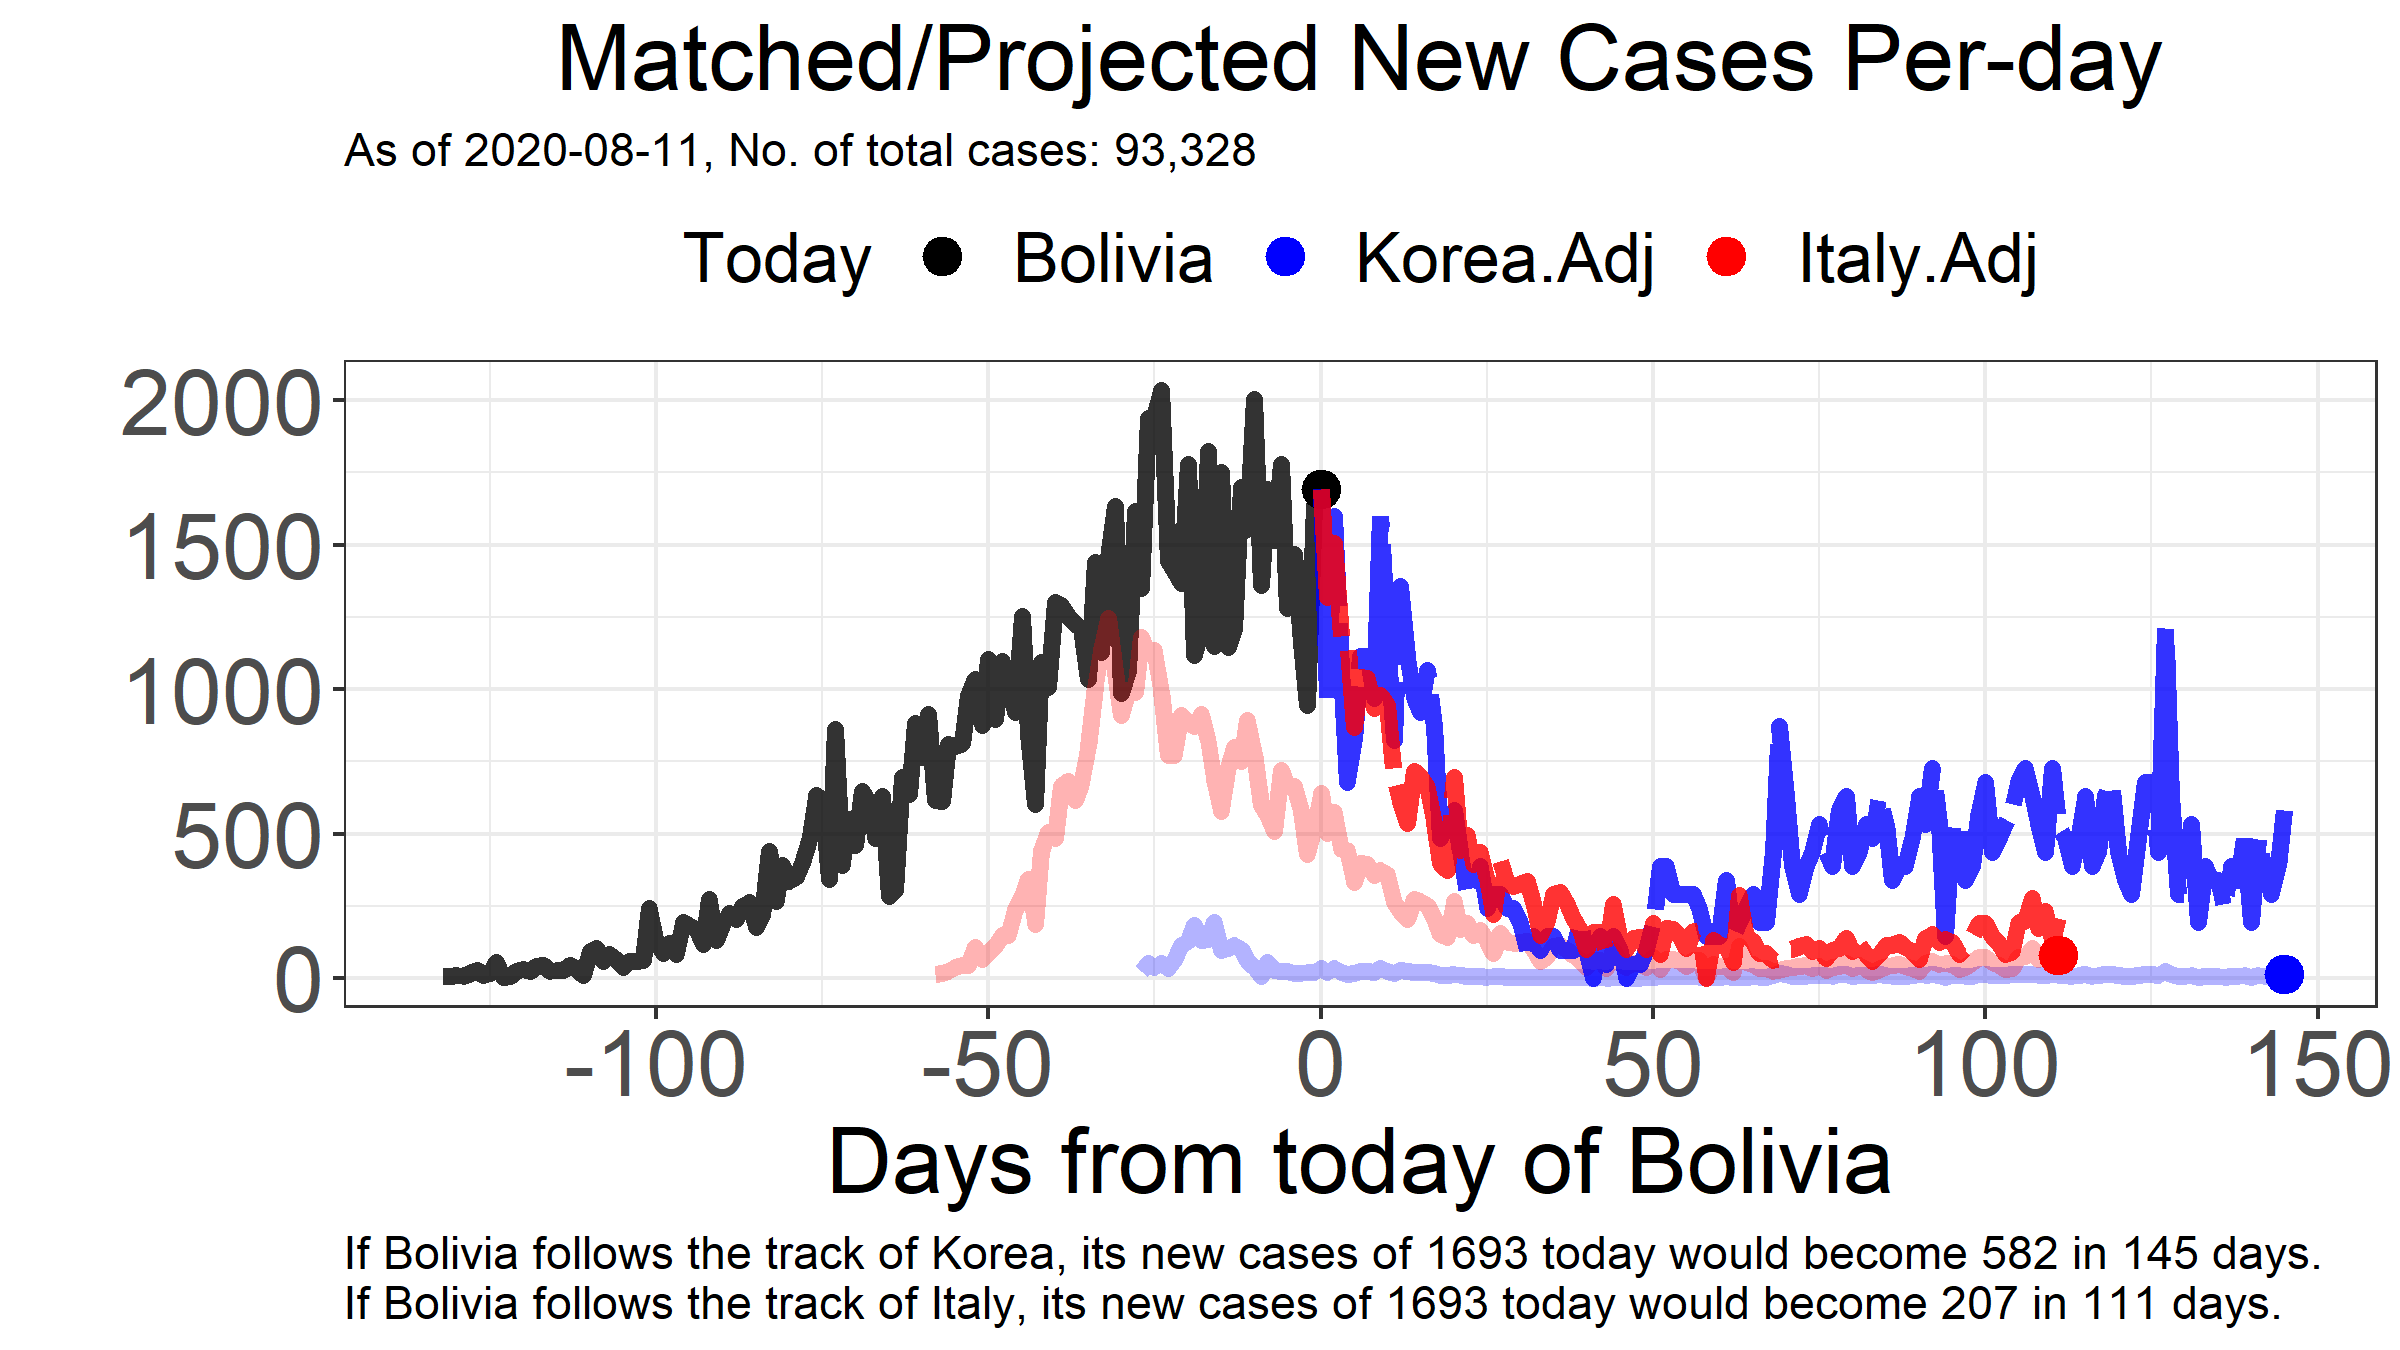 Matched/Projected New Cases Per-day
As of 2020-08-11, No. of total cases: 93,328
Today Bolivia Korea.Adj Italy.Adj
2000
1500
1000
500
0
-100 -50 0 50 100 150
Days from today of Bolivia
If Bolivia follows the track of Korea, its new cases of 1693 today would become 582 in 145 days.
If Bolivia follows the track of Italy, its new cases of 1693 today would become 207 in 111 days.